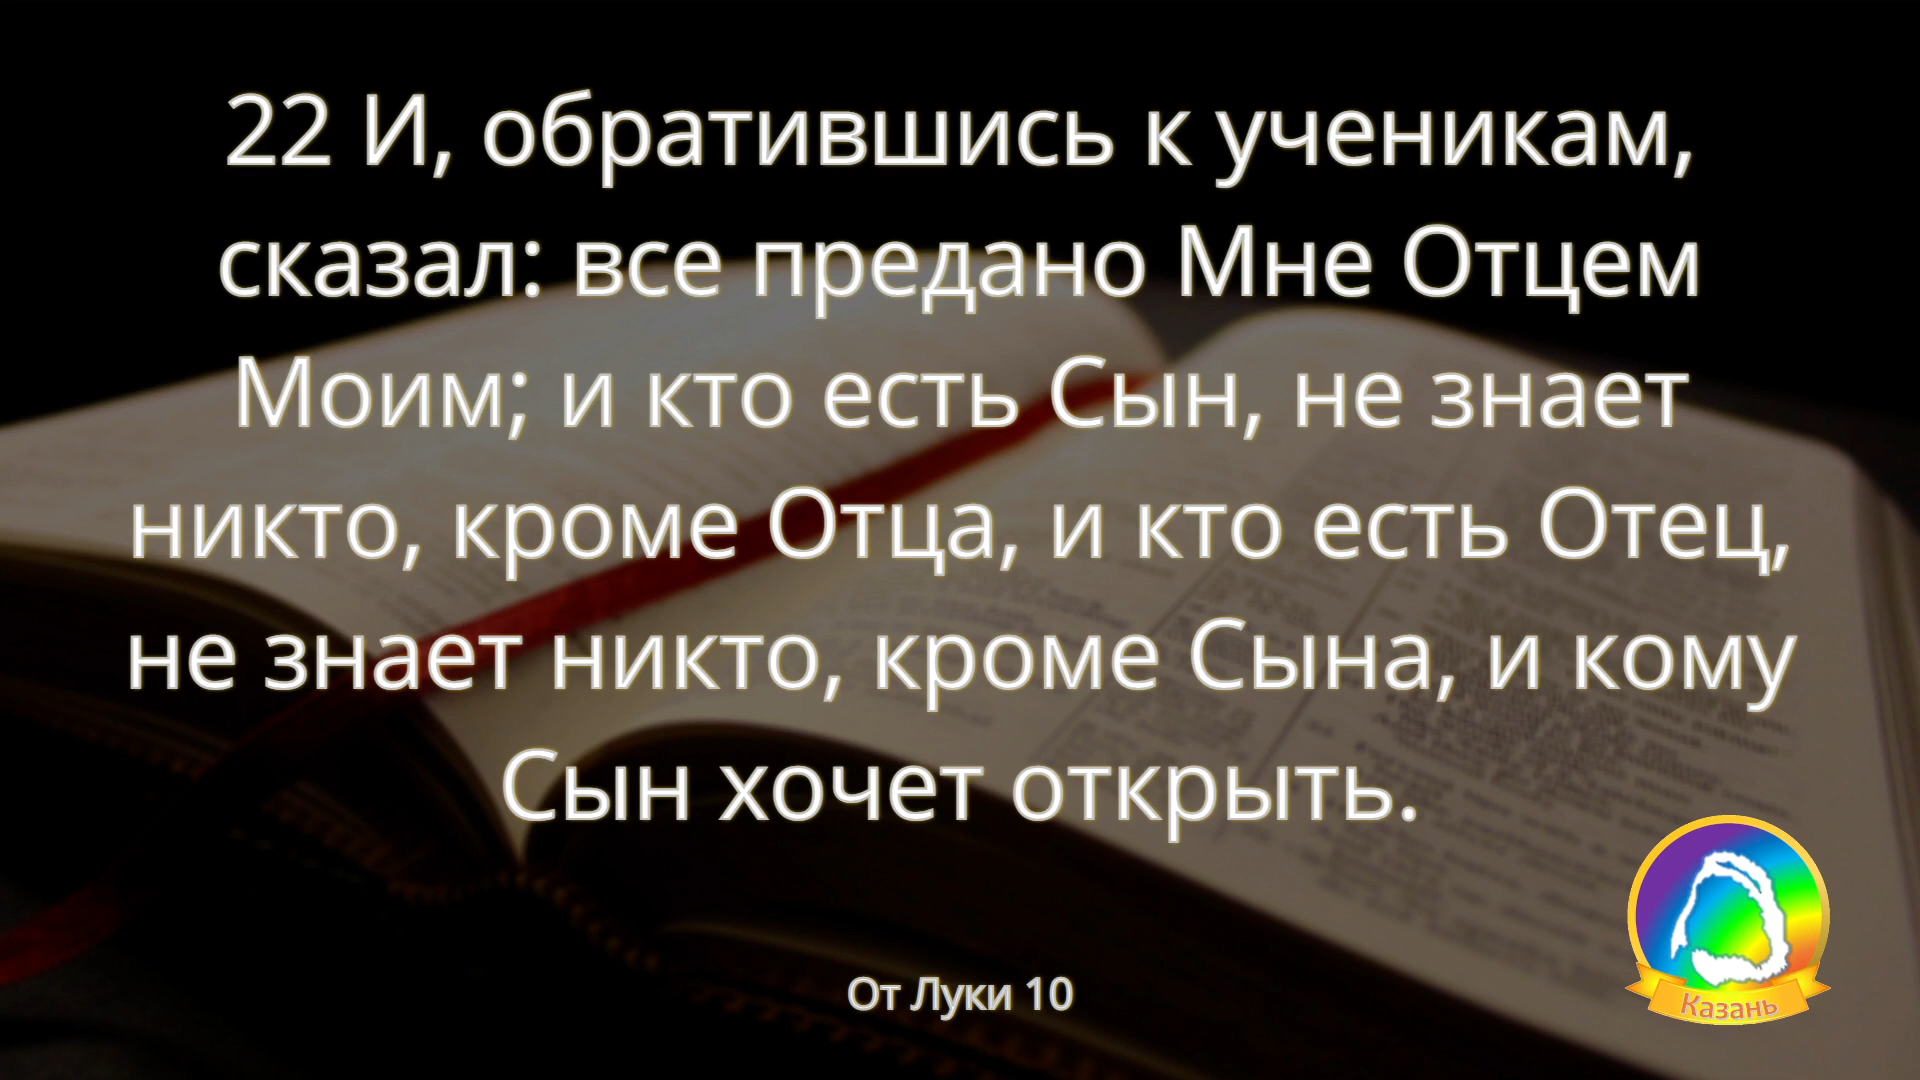 22 И, обратившись к ученикам,
сказал: все предано Мне Отцем
Моим; и кто есть Сын, не знает
никто, кроме Отца, и кто есть Отец,
не знает никто, кроме Сына, и кому
Сын хочет открыть.
От Луки 10
Казань